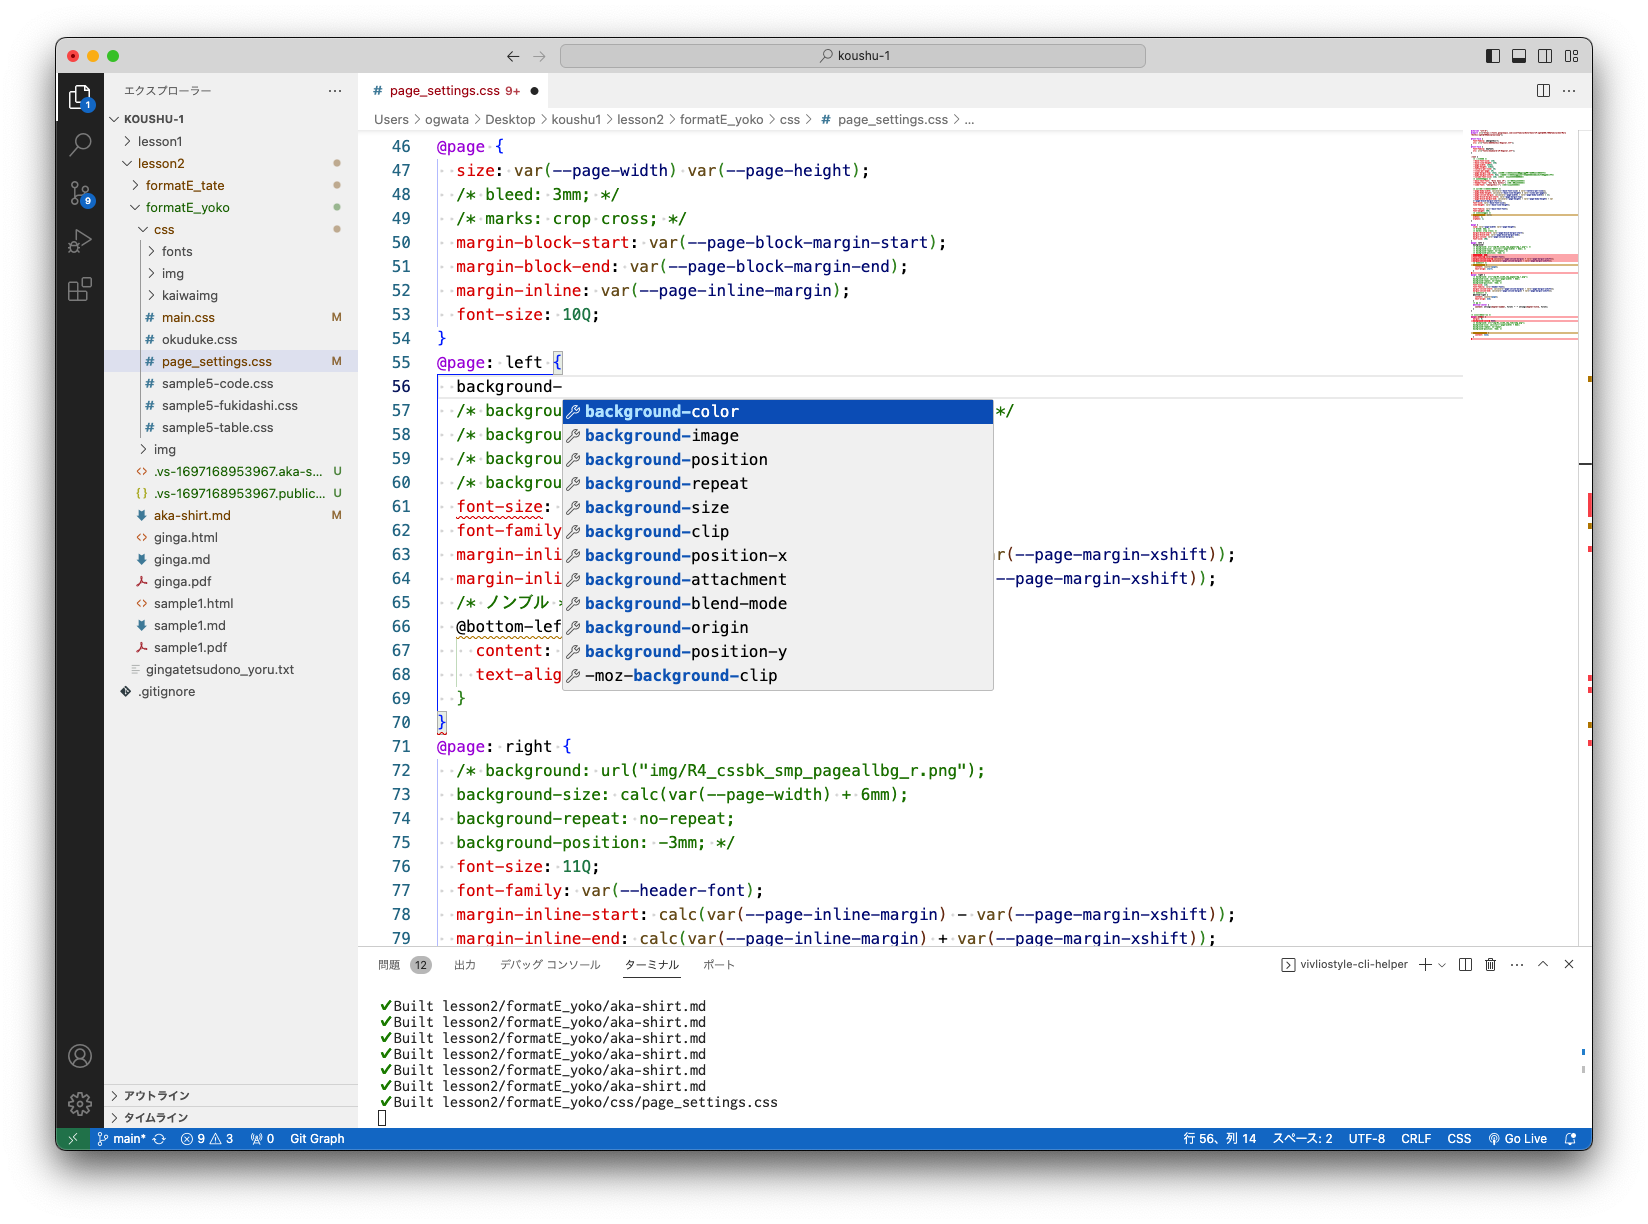 koushu-1
エクスプローラー
KOUSHU-1
lesson1
lesson2
formatE_tate
formatE_yoko
css
fonts
img
kaiwaimg
main.css M
okuduke.css
page_settings.css M
sample5-code.css
sample5-fukidashi.css
sample5-table.css
img
.vs-1697168953967.aka-s... U
.vs-1697168953967.public... U
aka-shirt.md M
ginga.html
ginga.md
ginga.pdf
sample1.html
sample1.md
sample1.pdf
gingatetsudono_yoru.txt
.gitignore
アウトライン
タイムライン
1
9
page_settings.css 9+
Users > ogwata > Desktop > koushu1 > lesson2 > formatE_yoko > css > # page_settings.css > ...
46 @page {
47 size: var(--page-width) var(--page-height);
48 /* bleed: 3mm; */
49 /* marks: crop cross; */
50 margin-block-start: var(--page-block-margin-start);
51 margin-block-end: var(--page-block-margin-end);
52 margin-inline: var(--page-inline-margin);
53 font-size: 10Q;
54 }
55 @page: left {
56 background-
57 /* backgrou */
58 /* backgrou
59 /* backgrou
60 /* backgrou
61 font-size:
62 font-family
63 margin-inli r(--page-margin-xshift));
64 margin-inli --page-margin-xshift));
65 /* ノンブル
66 @bottom-lef
67 content:
68 text-alig
69 }
70 }
71 @page: right {
72 /* background: url("img/R4_cssbk_smp_pageallbg_r.png");
73 background-size: calc(var(--page-width) + 6mm);
74 background-repeat: no-repeat;
75 background-position: -3mm; */
76 font-size: 11Q;
77 font-family: var(--header-font);
78 margin-inline-start: calc(var(--page-inline-margin) - var(--page-margin-xshift));
79 margin-inline-end: calc(var(--page-inline-margin) + var(--page-margin-xshift));
background-color
background-image
background-position
background-repeat
background-size
background-clip
background-position-x
background-attachment
background-blend-mode
background-origin
background-position-y
-moz-background-clip
問題 12 出力 デバッグ コンソール ターミナル ポート vivliostyle-cli-helper
✔Built lesson2/formatE_yoko/aka-shirt.md
✔Built lesson2/formatE_yoko/aka-shirt.md
✔Built lesson2/formatE_yoko/aka-shirt.md
✔Built lesson2/formatE_yoko/aka-shirt.md
✔Built lesson2/formatE_yoko/aka-shirt.md
✔Built lesson2/formatE_yoko/aka-shirt.md
✔Built lesson2/formatE_yoko/css/page_settings.css
main* 9 3 0 Git Graph 行 56、列 14 スペース: 2 UTF-8 CRLF CSS Go Live